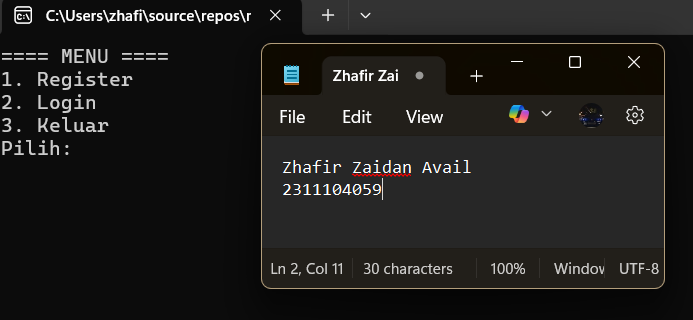 C:\Users\zhafi\source\repos\r
==== MENU ====
1. Register
2. Login
3. Keluar
Pilih:
Zhafir Zai
File Edit View
Zhafir Zaidan Avail
2311104059
Ln 2, Col 11 30 characters 100% Window UTF-8